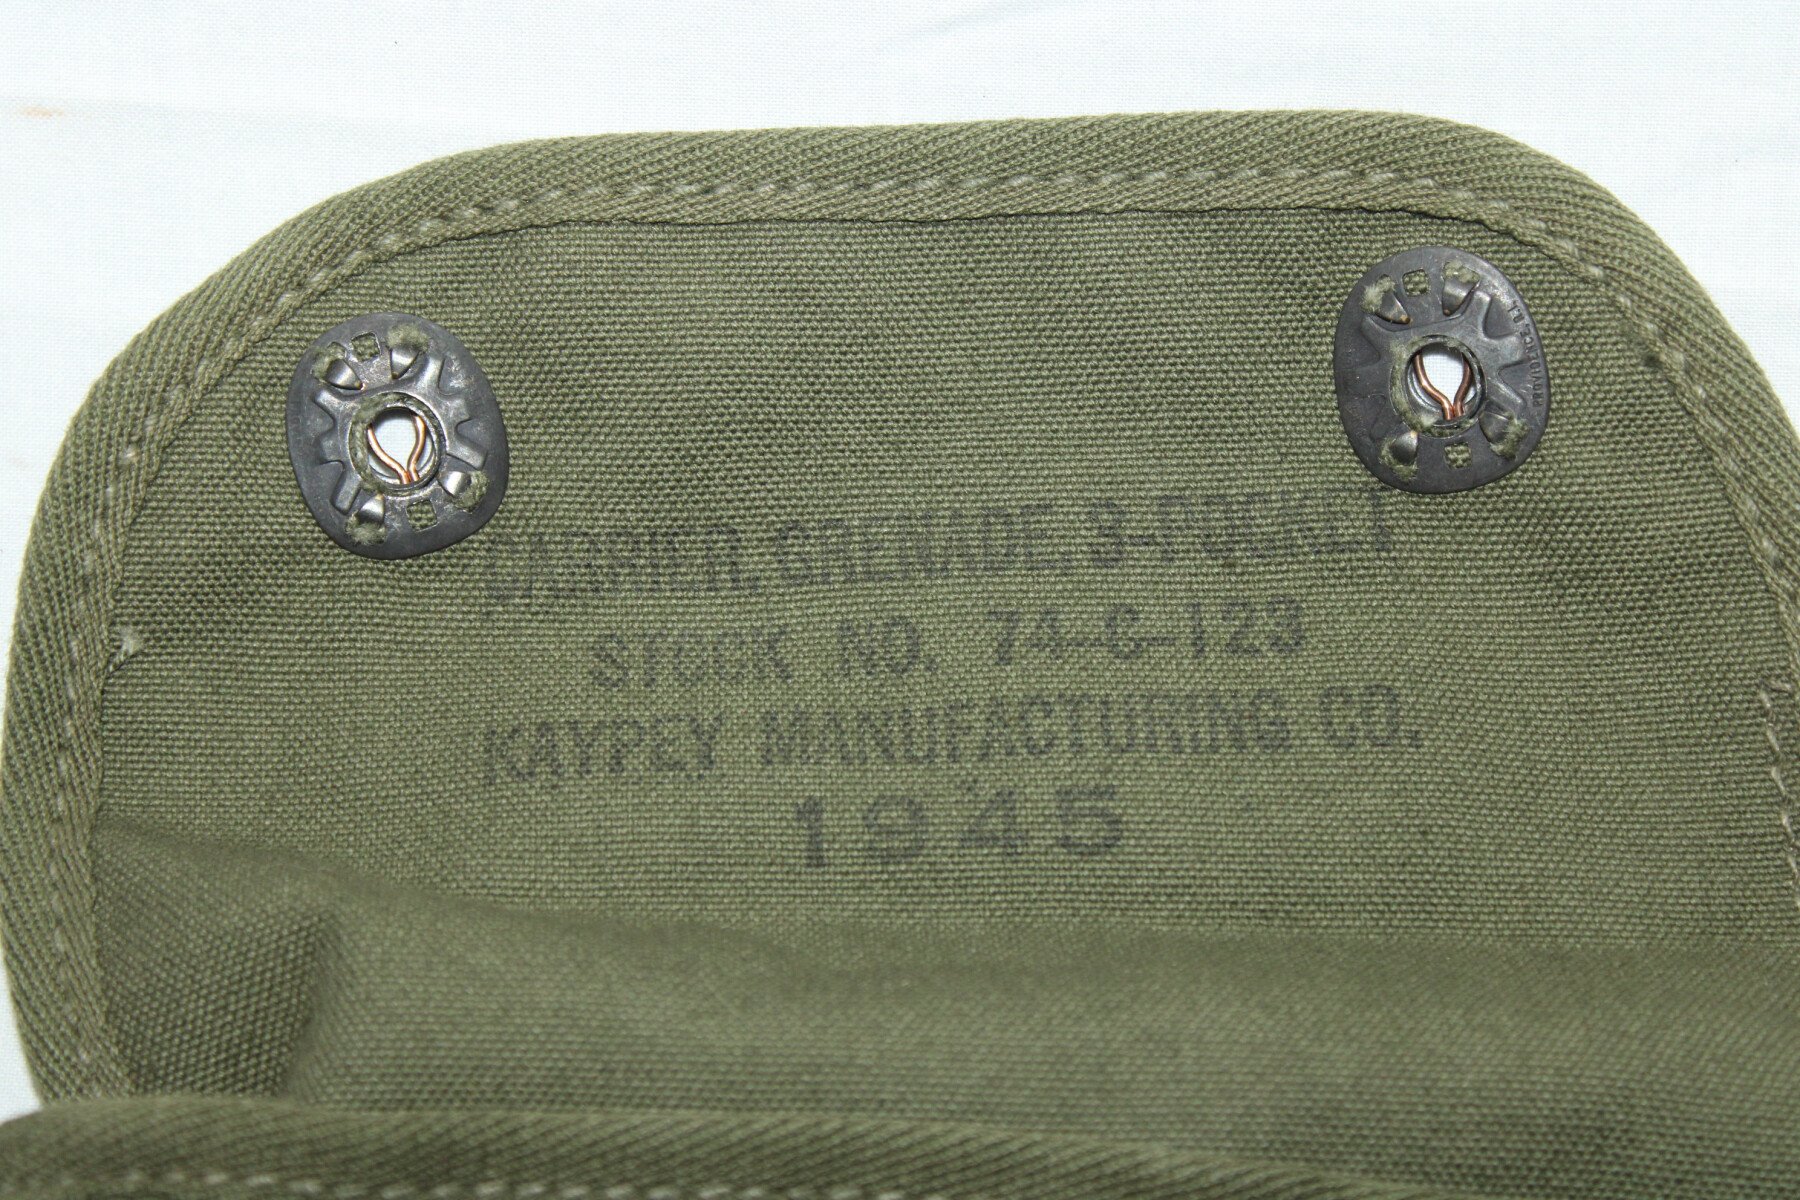 CARRIER, GRENADE, 3-POCKET
STOCK NO. 74-C-123
KAYPEY MANUFACTURING CO.
1945